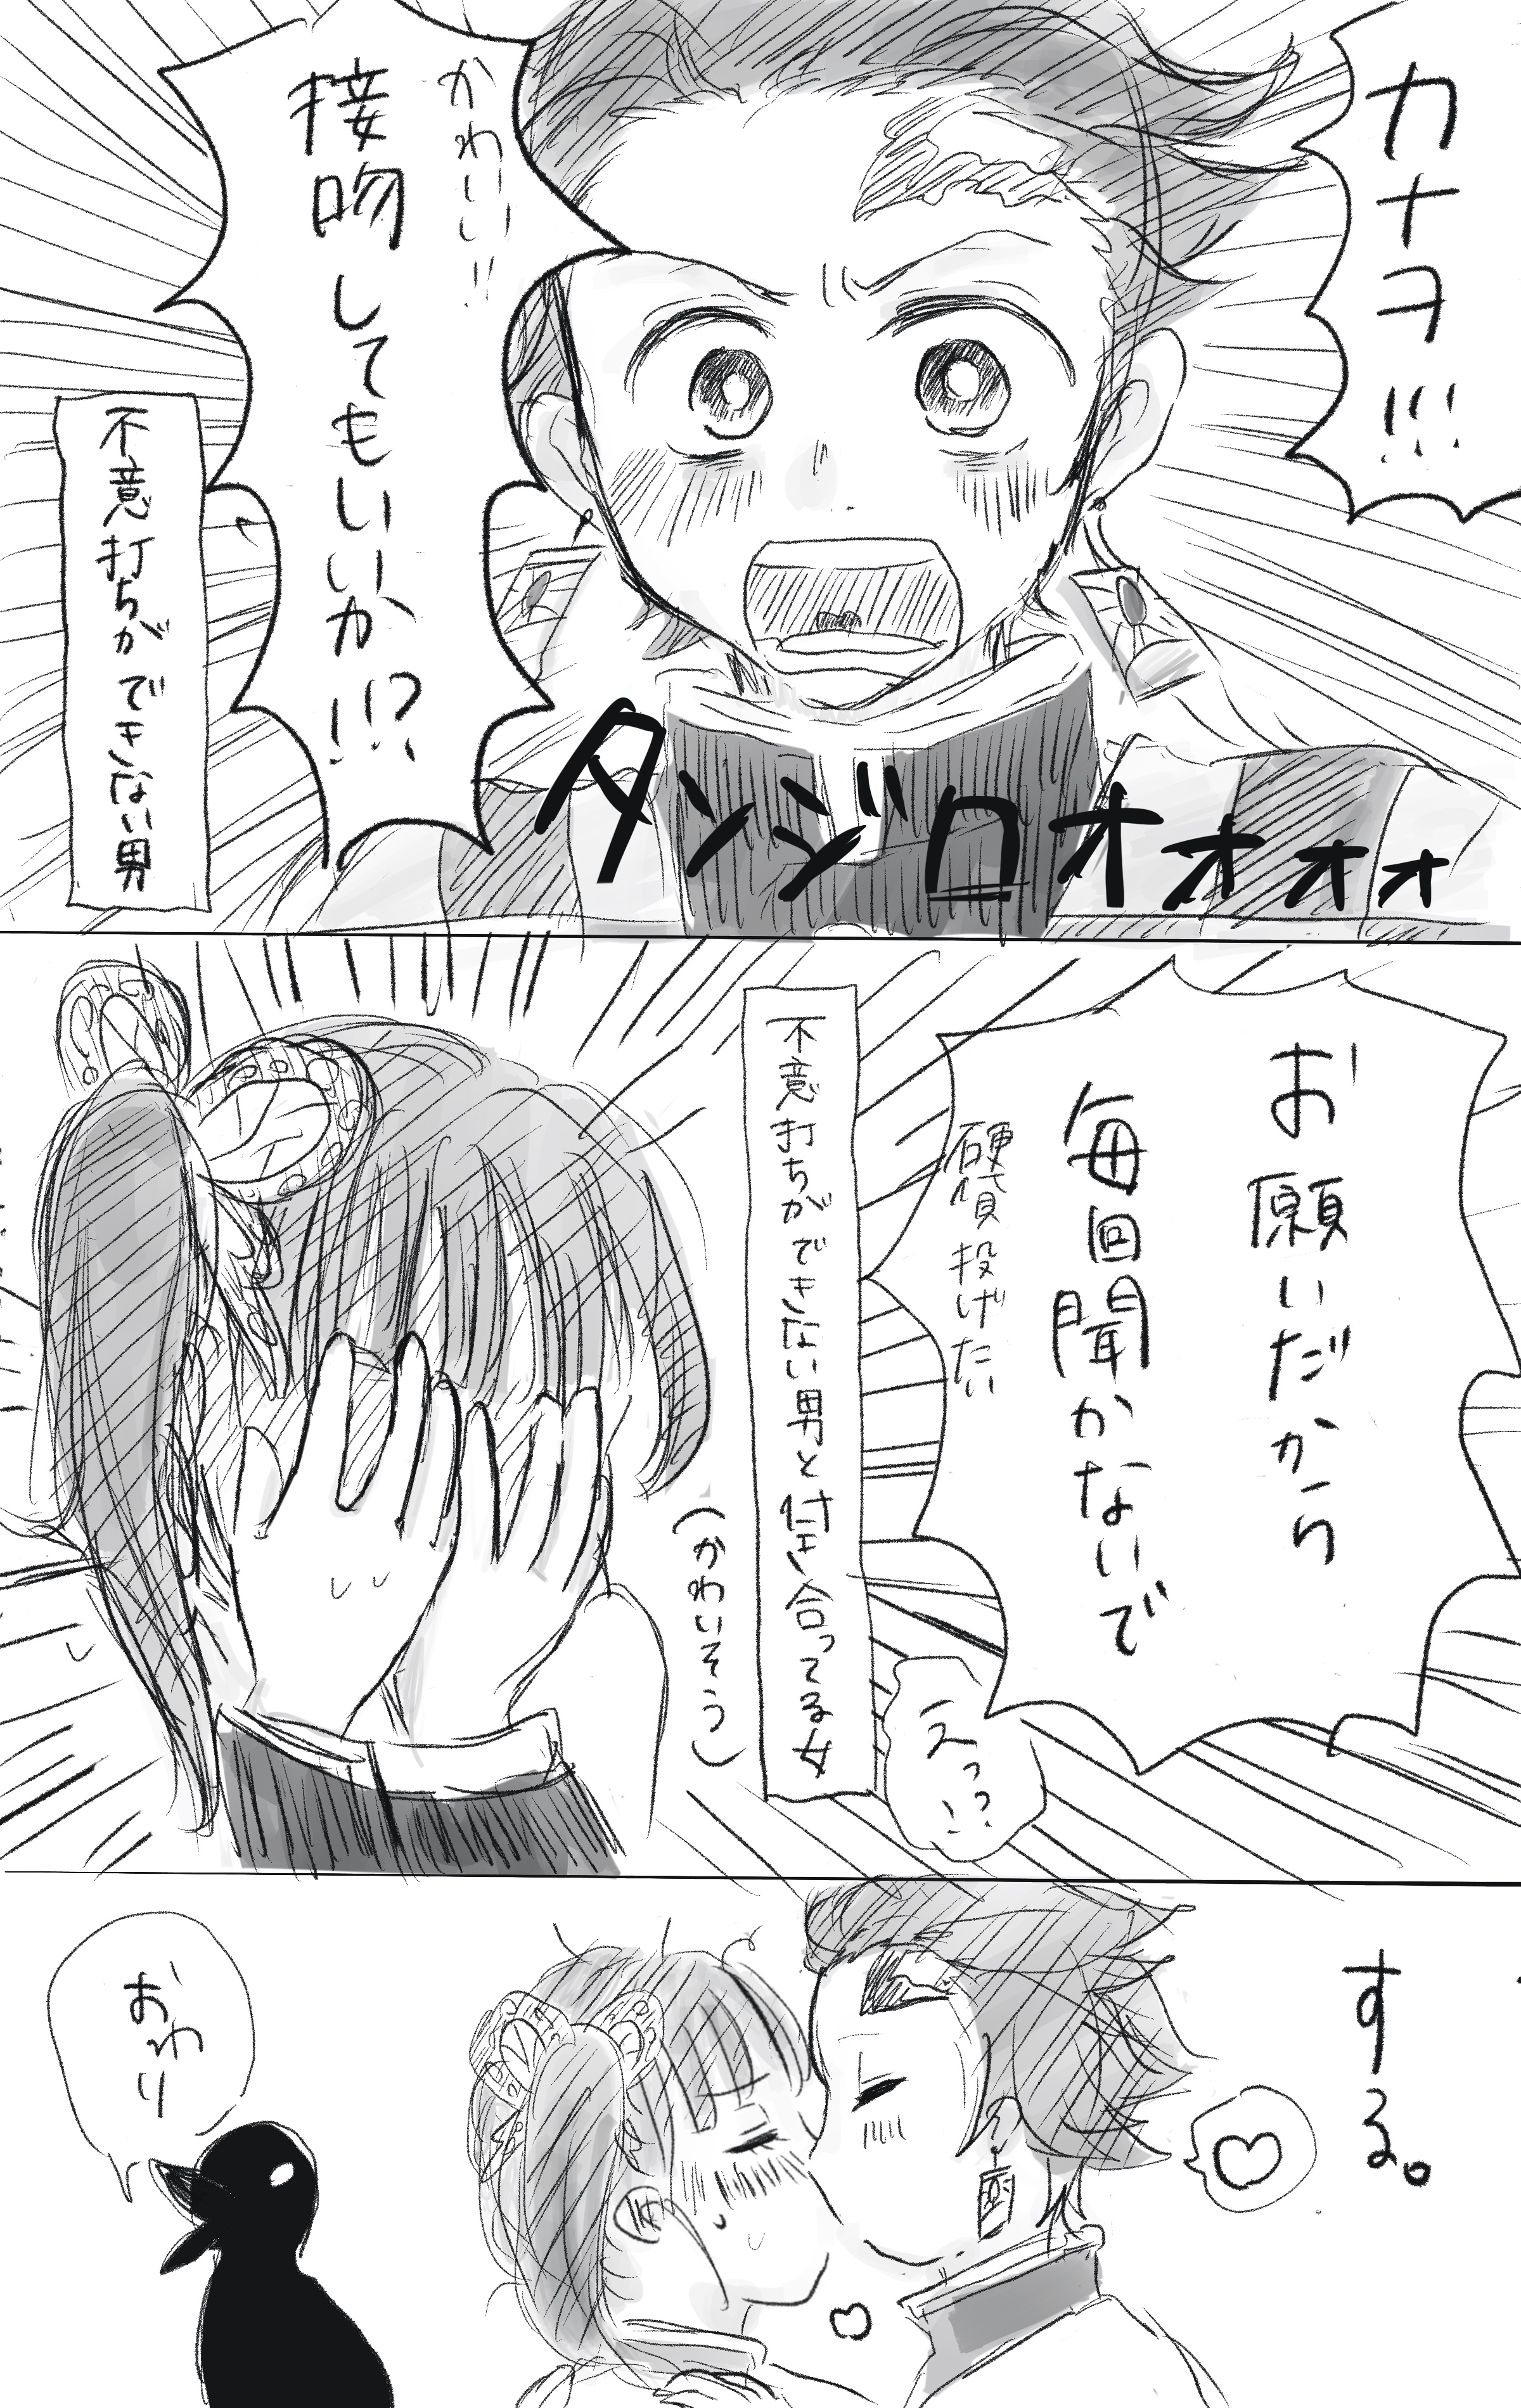 カナヲ!!!
かわいい!!
接吻してもいいか!?
不意打ちができない男
タンジロオオオォ
お願いだから
毎回聞かないで
硬貨投げたい
えっ?
不意打ちができない男と付き合ってる女
(かわいそう)
する。
おわり